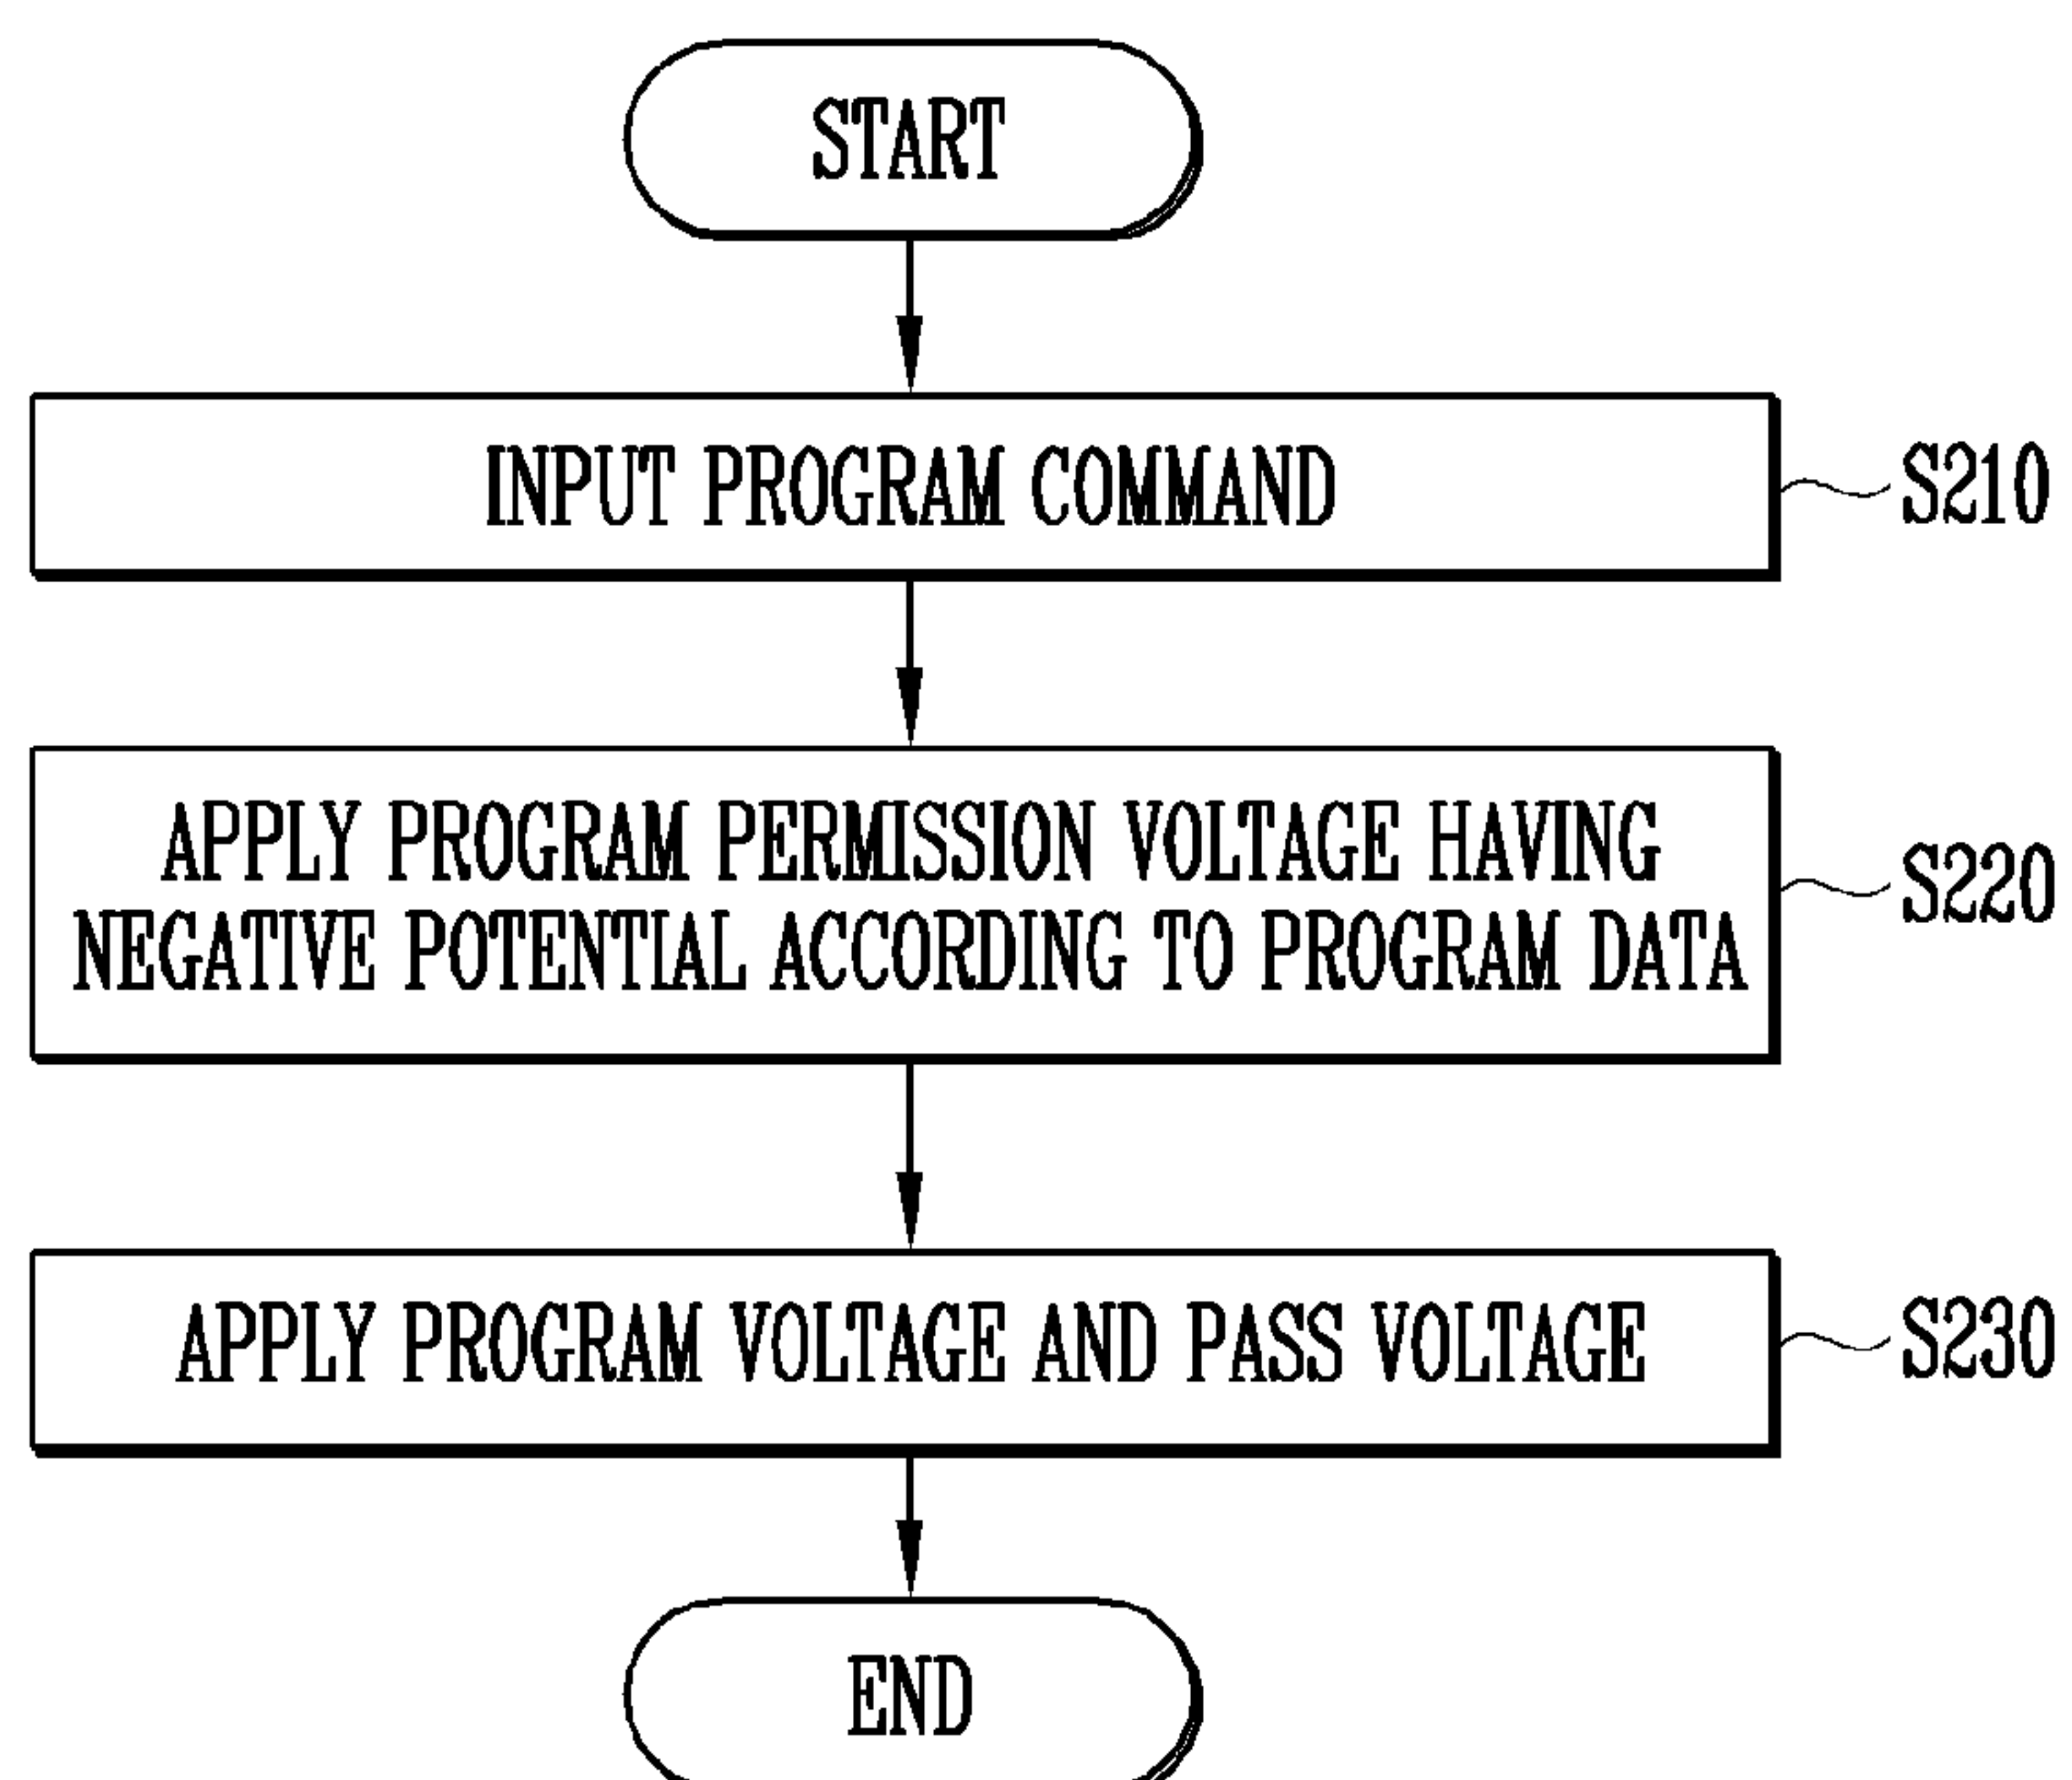 START
INPUT PROGRAM COMMAND
S210
APPLY PROGRAM PERMISSION VOLTAGE HAVING
NEGATIVE POTENTIAL ACCORDING TO PROGRAM DATA
S220
APPLY PROGRAM VOLTAGE AND PASS VOLTAGE
S230
END